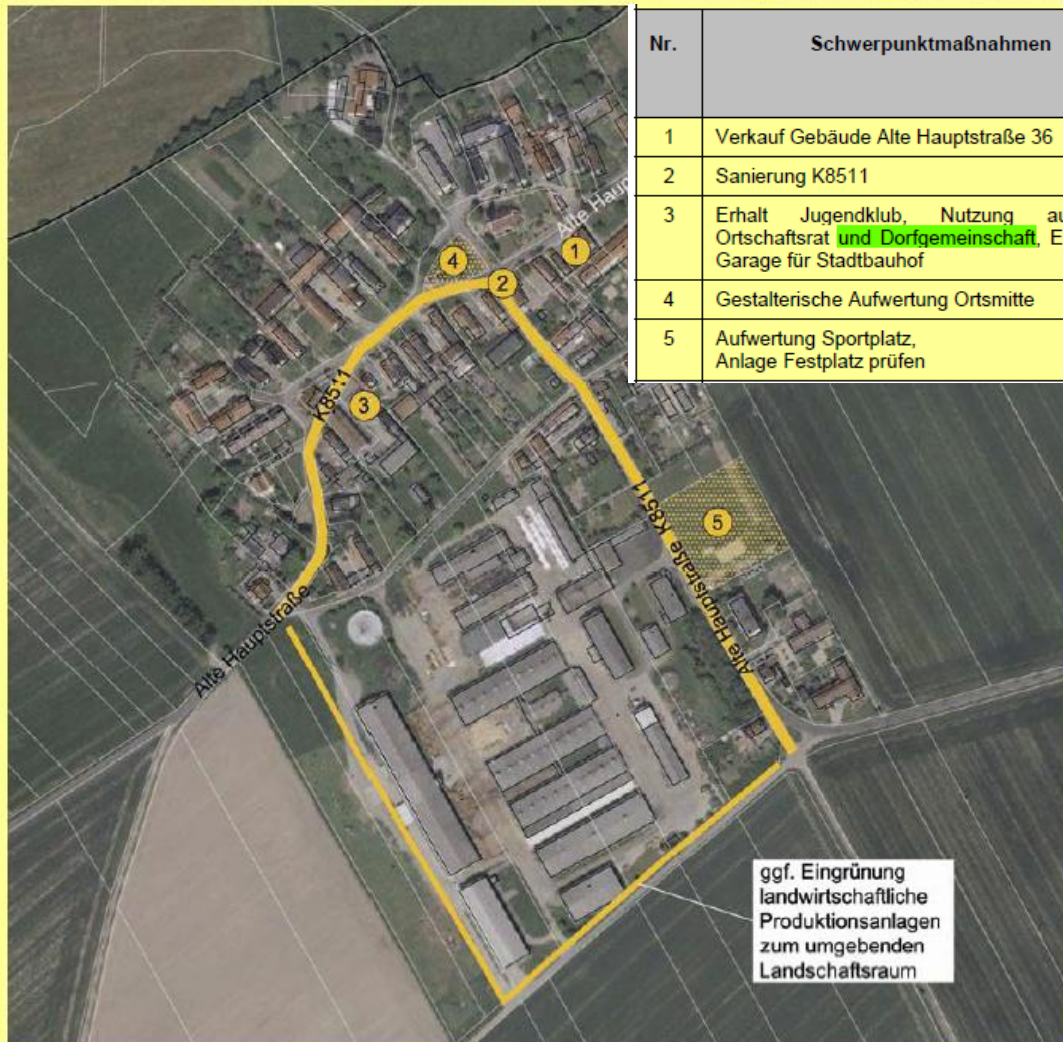 Nr. Schwerpunktmaßnahmen
1 Verkauf Gebäude Alte Hauptstraße 36
2 Sanierung K8511
3 Erhalt Jugendklub, Nutzung
Ortschaftsrat und Dorfgemeinschaft,
Garage für Stadtbauhof
4 Gestalterische Aufwertung Ortsmitte
5 Aufwertung Sportplatz,
Anlage Festplatz prüfen
Alte
1
4
2
K8511
3
K8511
5
Alte Hauptstraße
Alte Hauptstraße
ggf. Eingrünung
landwirtschaftliche
Produktionsanlagen
zum umgebenden
Landschaftsraum